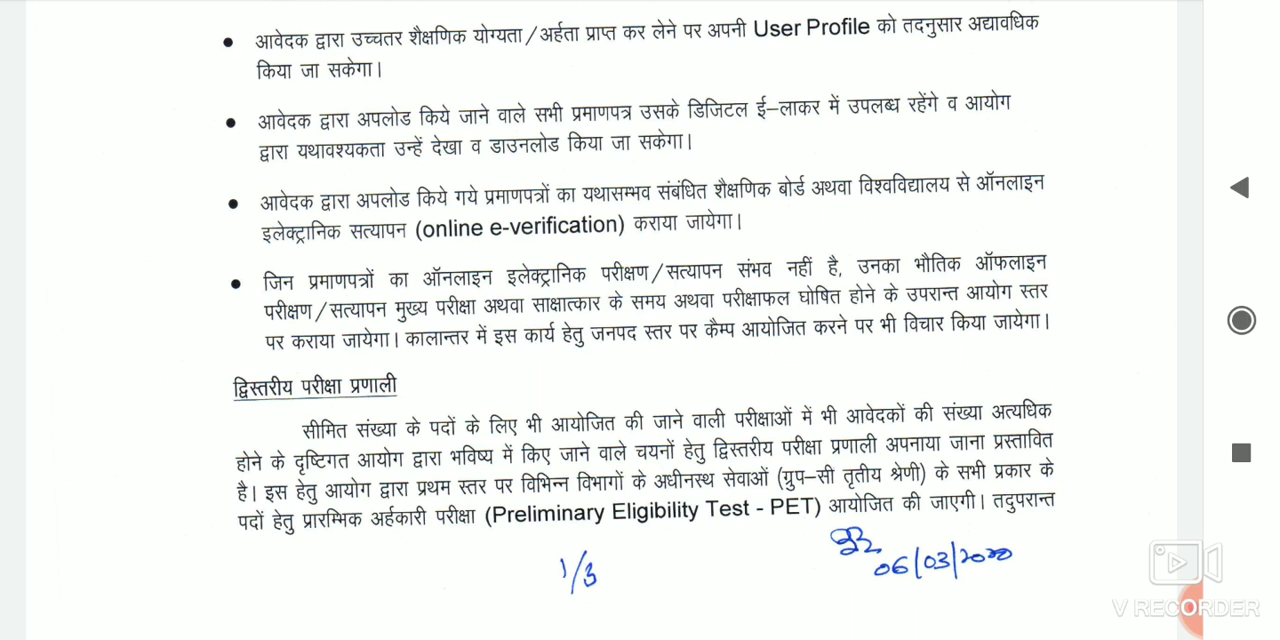 आवेदक द्वारा उच्चतर शैक्षणिक योग्यता/अर्हता प्राप्त कर लेने पर अपनी User Profile को तदनुसार अद्यावधिक
किया जा सकेगा।
आवेदक द्वारा अपलोड किये जाने वाले सभी प्रमाणपत्र उसके डिजिटल ई–लाकर में उपलब्ध रहेंगे व आयोग
द्वारा यथावश्यकता उन्हें देखा व डाउनलोड किया जा सकेगा।
आवेदक द्वारा अपलोड किये गये प्रमाणपत्रों का यथासम्भव संबंधित शैक्षणिक बोर्ड अथवा विश्वविद्यालय से ऑनलाइन
इलेक्ट्रानिक सत्यापन (online e-verification) कराया जायेगा।
जिन प्रमाणपत्रों का ऑनलाइन इलेक्ट्रानिक परीक्षण/सत्यापन संभव नहीं है, उनका भौतिक ऑफलाइन
परीक्षण/सत्यापन मुख्य परीक्षा अथवा साक्षात्कार के समय अथवा परीक्षाफल घोषित होने के उपरान्त आयोग स्तर
पर कराया जायेगा। कालान्तर में इस कार्य हेतु जनपद स्तर पर कैम्प आयोजित करने पर भी विचार किया जायेगा।
द्विस्तरीय परीक्षा प्रणाली
सीमित संख्या के पदों के लिए भी आयोजित की जाने वाली परीक्षाओं में भी आवेदकों की संख्या अत्यधिक
होने के दृष्टिगत आयोग द्वारा भविष्य में किए जाने वाले चयनों हेतु द्विस्तरीय परीक्षा प्रणाली अपनाया जाना प्रस्तावित
है। इस हेतु आयोग द्वारा प्रथम स्तर पर विभिन्न विभागों के अधीनस्थ सेवाओं (ग्रुप–सी तृतीय श्रेणी) के सभी प्रकार के
पदों हेतु प्रारम्भिक अर्हकारी परीक्षा (Preliminary Eligibility Test - PET) आयोजित की जाएगी। तदुपरान्त
1/3
06/03/2020
V RECORDER